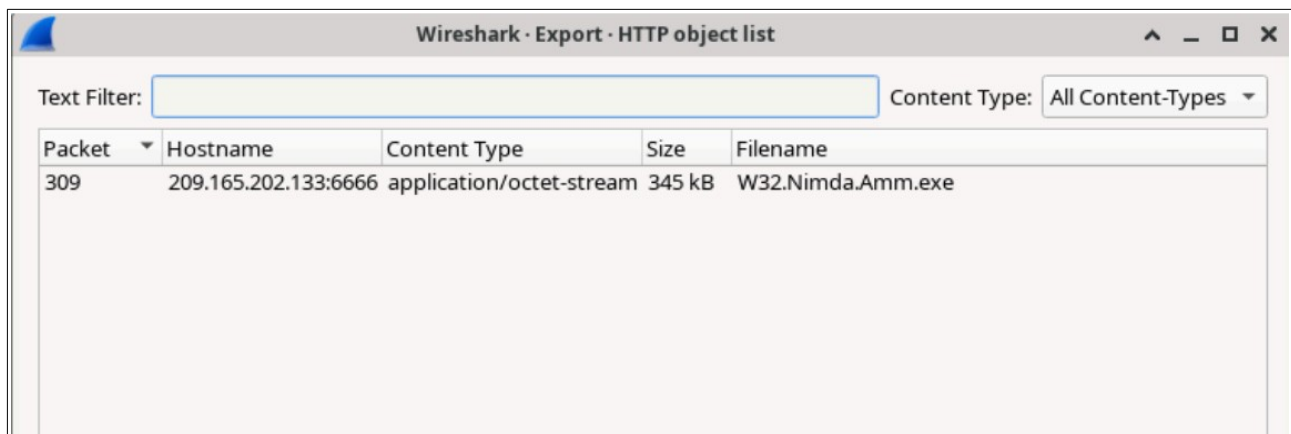 Wireshark · Export · HTTP object list
Text Filter: Content Type: All Content-Types
Packet Hostname Content Type Size Filename
309 209.165.202.133:6666 application/octet-stream 345 kB W32.Nimda.Amm.exe